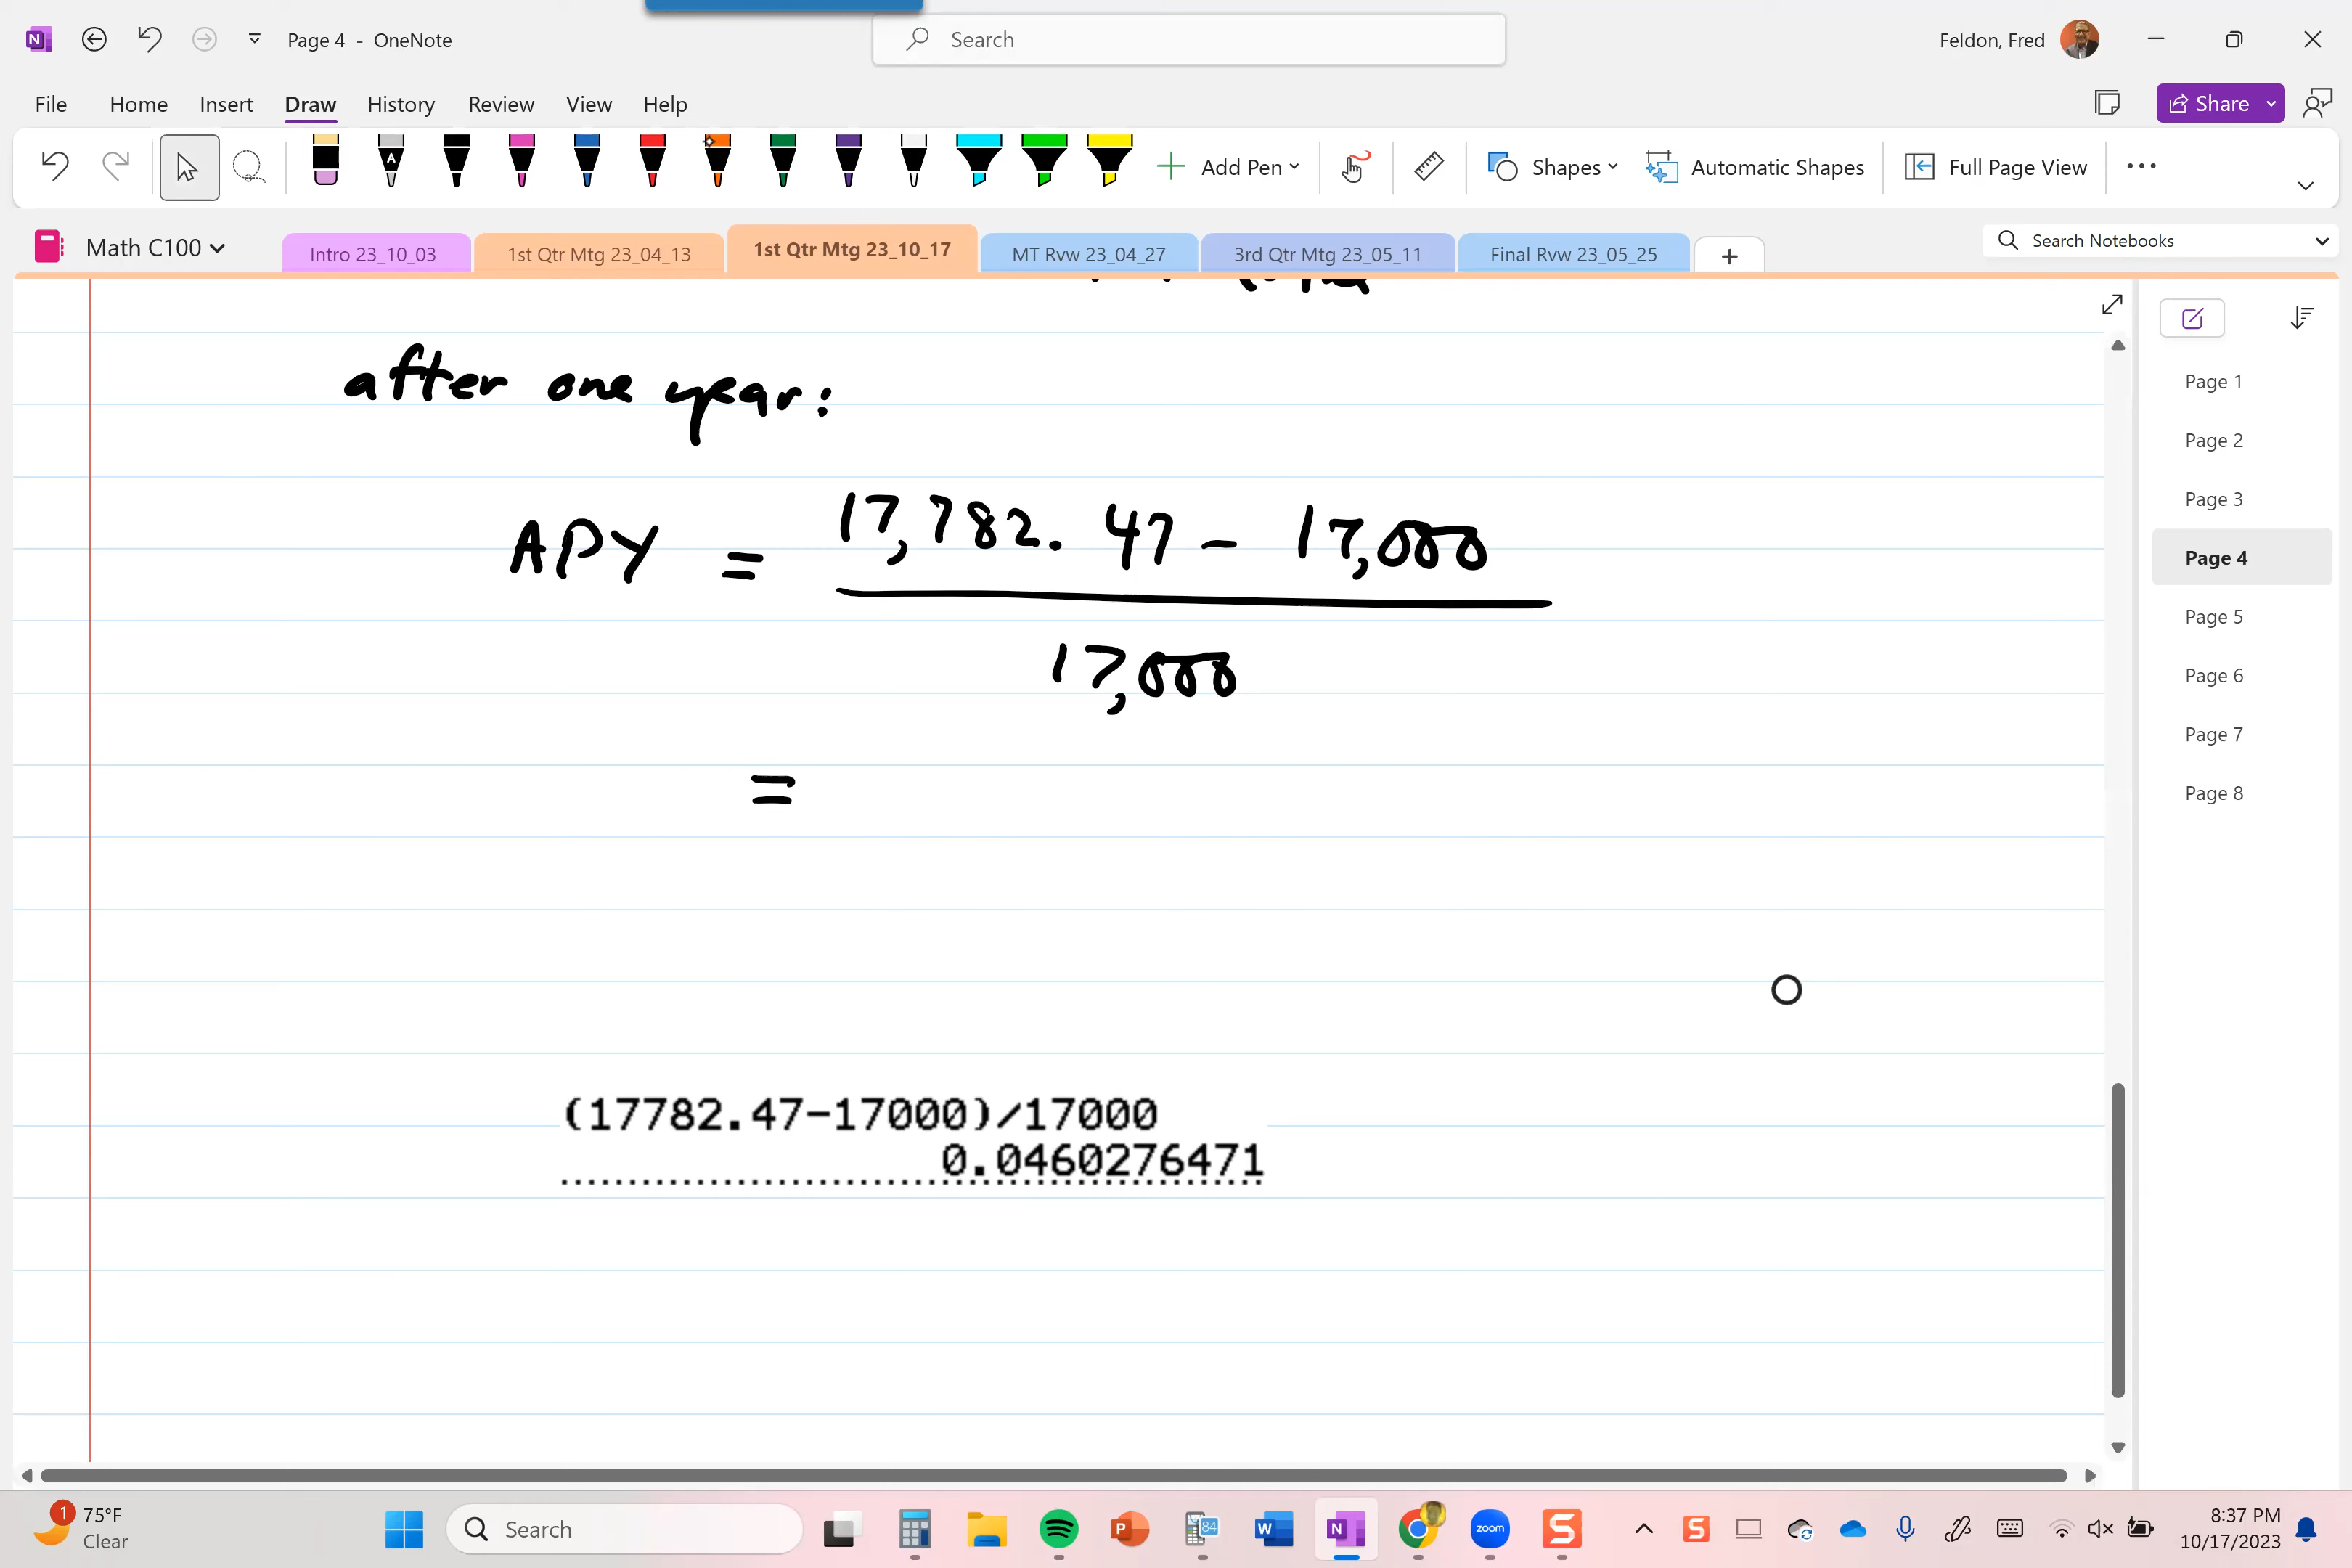 Page 4 - OneNote
Search
Feldon, Fred
File Home Insert Draw History Review View Help
Share
A
Add Pen
Shapes
Automatic Shapes
Full Page View
Math C100
Intro 23_10_03
1st Qtr Mtg 23_04_13
1st Qtr Mtg 23_10_17
MT Rvw 23_04_27
3rd Qtr Mtg 23_05_11
Final Rvw 23_05_25
+
Search Notebooks
after one year:
APY = 17,782.47 - 17,000
17,000
=
(17782.47-17000)/17000
0.0460276471
Page 1
Page 2
Page 3
Page 4
Page 5
Page 6
Page 7
Page 8
1
75°F
Clear
Search
P
84
W
N
zoom
S
S
8:37 PM
10/17/2023